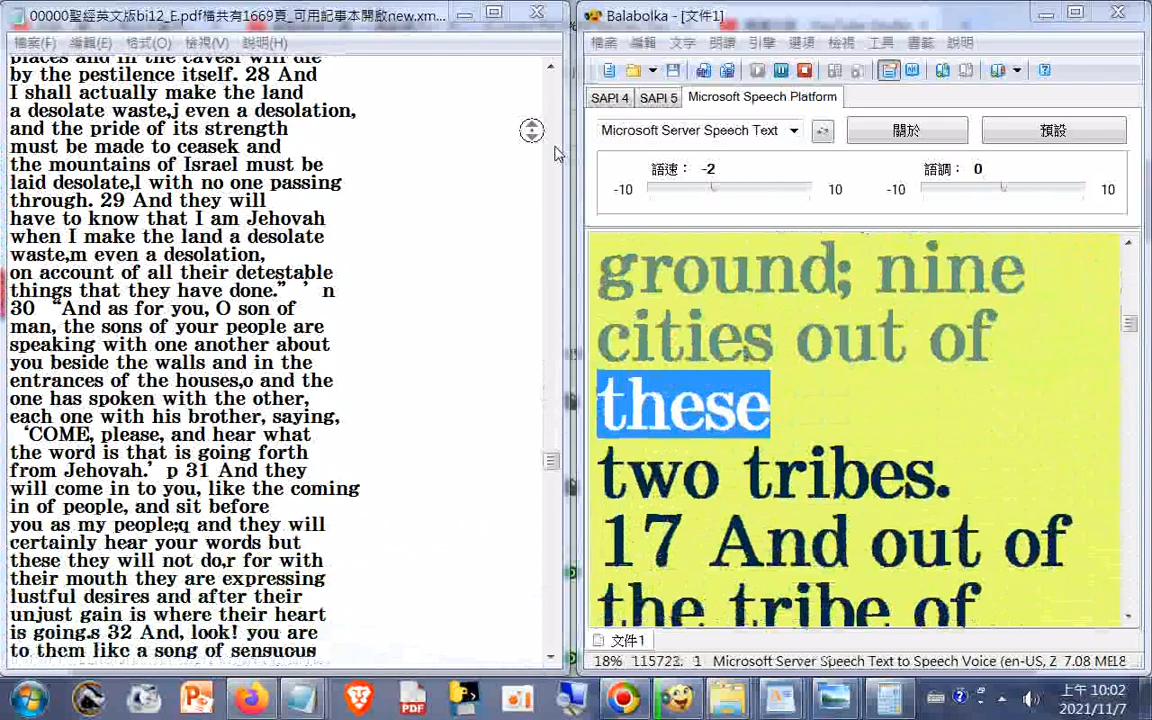 00000聖經英文版bi12_E.pdf檔共有1669頁_可用記事本開啟new.xm...
檔案(F) 編輯(E) 格式(O) 檢視(V) 說明(H)
places and in the caves will die
by the pestilence itself. 28 And
I shall actually make the land
a desolate waste,j even a desolation,
and the pride of its strength
must be made to ceasek and
the mountains of Israel must be
laid desolate,l with no one passing
through. 29 And they will
have to know that I am Jehovah
when I make the land a desolate
waste,m even a desolation,
on account of all their detestable
things that they have done.” ’ n
30 “And as for you, O son of
man, the sons of your people are
speaking with one another about
you beside the walls and in the
entrances of the houses,o and the
one has spoken with the other,
each one with his brother, saying,
‘COME, please, and hear what
the word is that is going forth
from Jehovah.’ p 31 And they
will come in to you, like the coming
in of people, and sit before
you as my people;q and they will
certainly hear your words but
these they will not do,r for with
their mouth they are expressing
lustful desires and after their
unjust gain is where their heart
is going.s 32 And, look! you are
to them like a song of sensuous
Balabolka - [文件1]
檔案 編輯 文字 朗讀 引擎 選項 檢視 工具 書籤 說明
SAPI 4 SAPI 5 Microsoft Speech Platform
Microsoft Server Speech Text 關於 預設
語速： -2 語調： 0
-10 10 -10 10
ground; nine
cities out of
these
two tribes.
17 And out of
the tribe of
文件1
18% 115723: 1 Microsoft Server Speech Text to Speech Voice (en-US, Z 7.08 MEL8
上午 10:02
2021/11/7